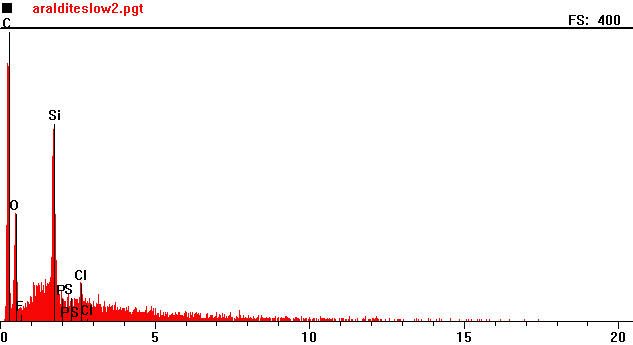 aralditeslow2.pgt
FS: 400
C
Si
O
Cl
P S
F
P S Cl
0 5 10 15 20